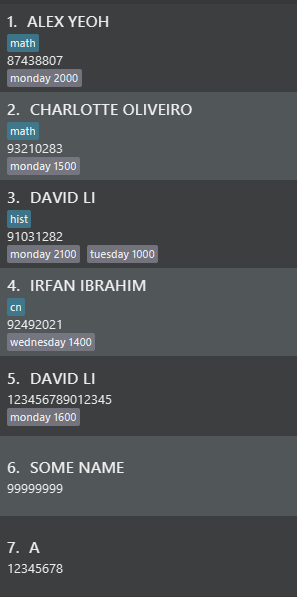 1. ALEX YEOH
math
87438807
monday 2000
2. CHARLOTTE OLIVEIRO
math
93210283
monday 1500
3. DAVID LI
hist
91031282
monday 2100 tuesday 1000
4. IRFAN IBRAHIM
cn
92492021
wednesday 1400
5. DAVID LI
123456789012345
monday 1600
6. SOME NAME
99999999
7. A
12345678